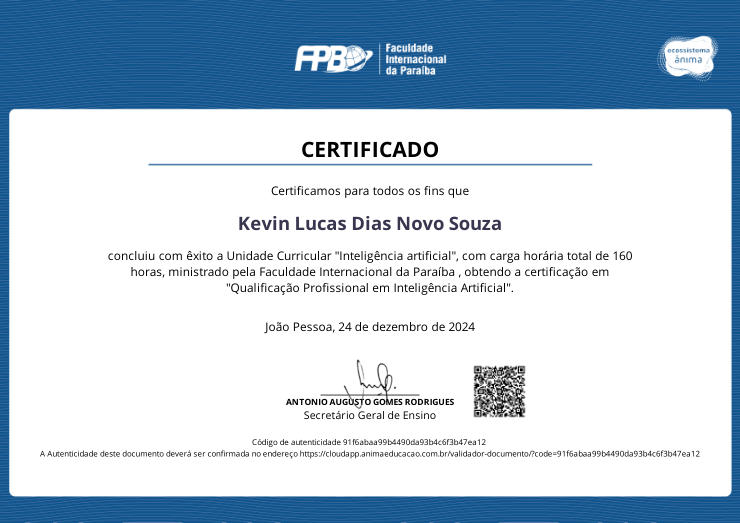 FPB
Faculdade
Internacional
da Paraíba
ecossistema
ânima
CERTIFICADO
Certificamos para todos os fins que
Kevin Lucas Dias Novo Souza
concluiu com êxito a Unidade Curricular "Inteligência artificial", com carga horária total de 160
horas, ministrado pela Faculdade Internacional da Paraíba , obtendo a certificação em
"Qualificação Profissional em Inteligência Artificial".
João Pessoa, 24 de dezembro de 2024
ANTONIO AUGUSTO GOMES RODRIGUES
Secretário Geral de Ensino
Código de autenticidade 91f6abaa99b4490da93b4c6f3b47ea12
A Autenticidade deste documento deverá ser confirmada no endereço https://cloudapp.animaeducacao.com.br/validador-documento/?code=91f6abaa99b4490da93b4c6f3b47ea12